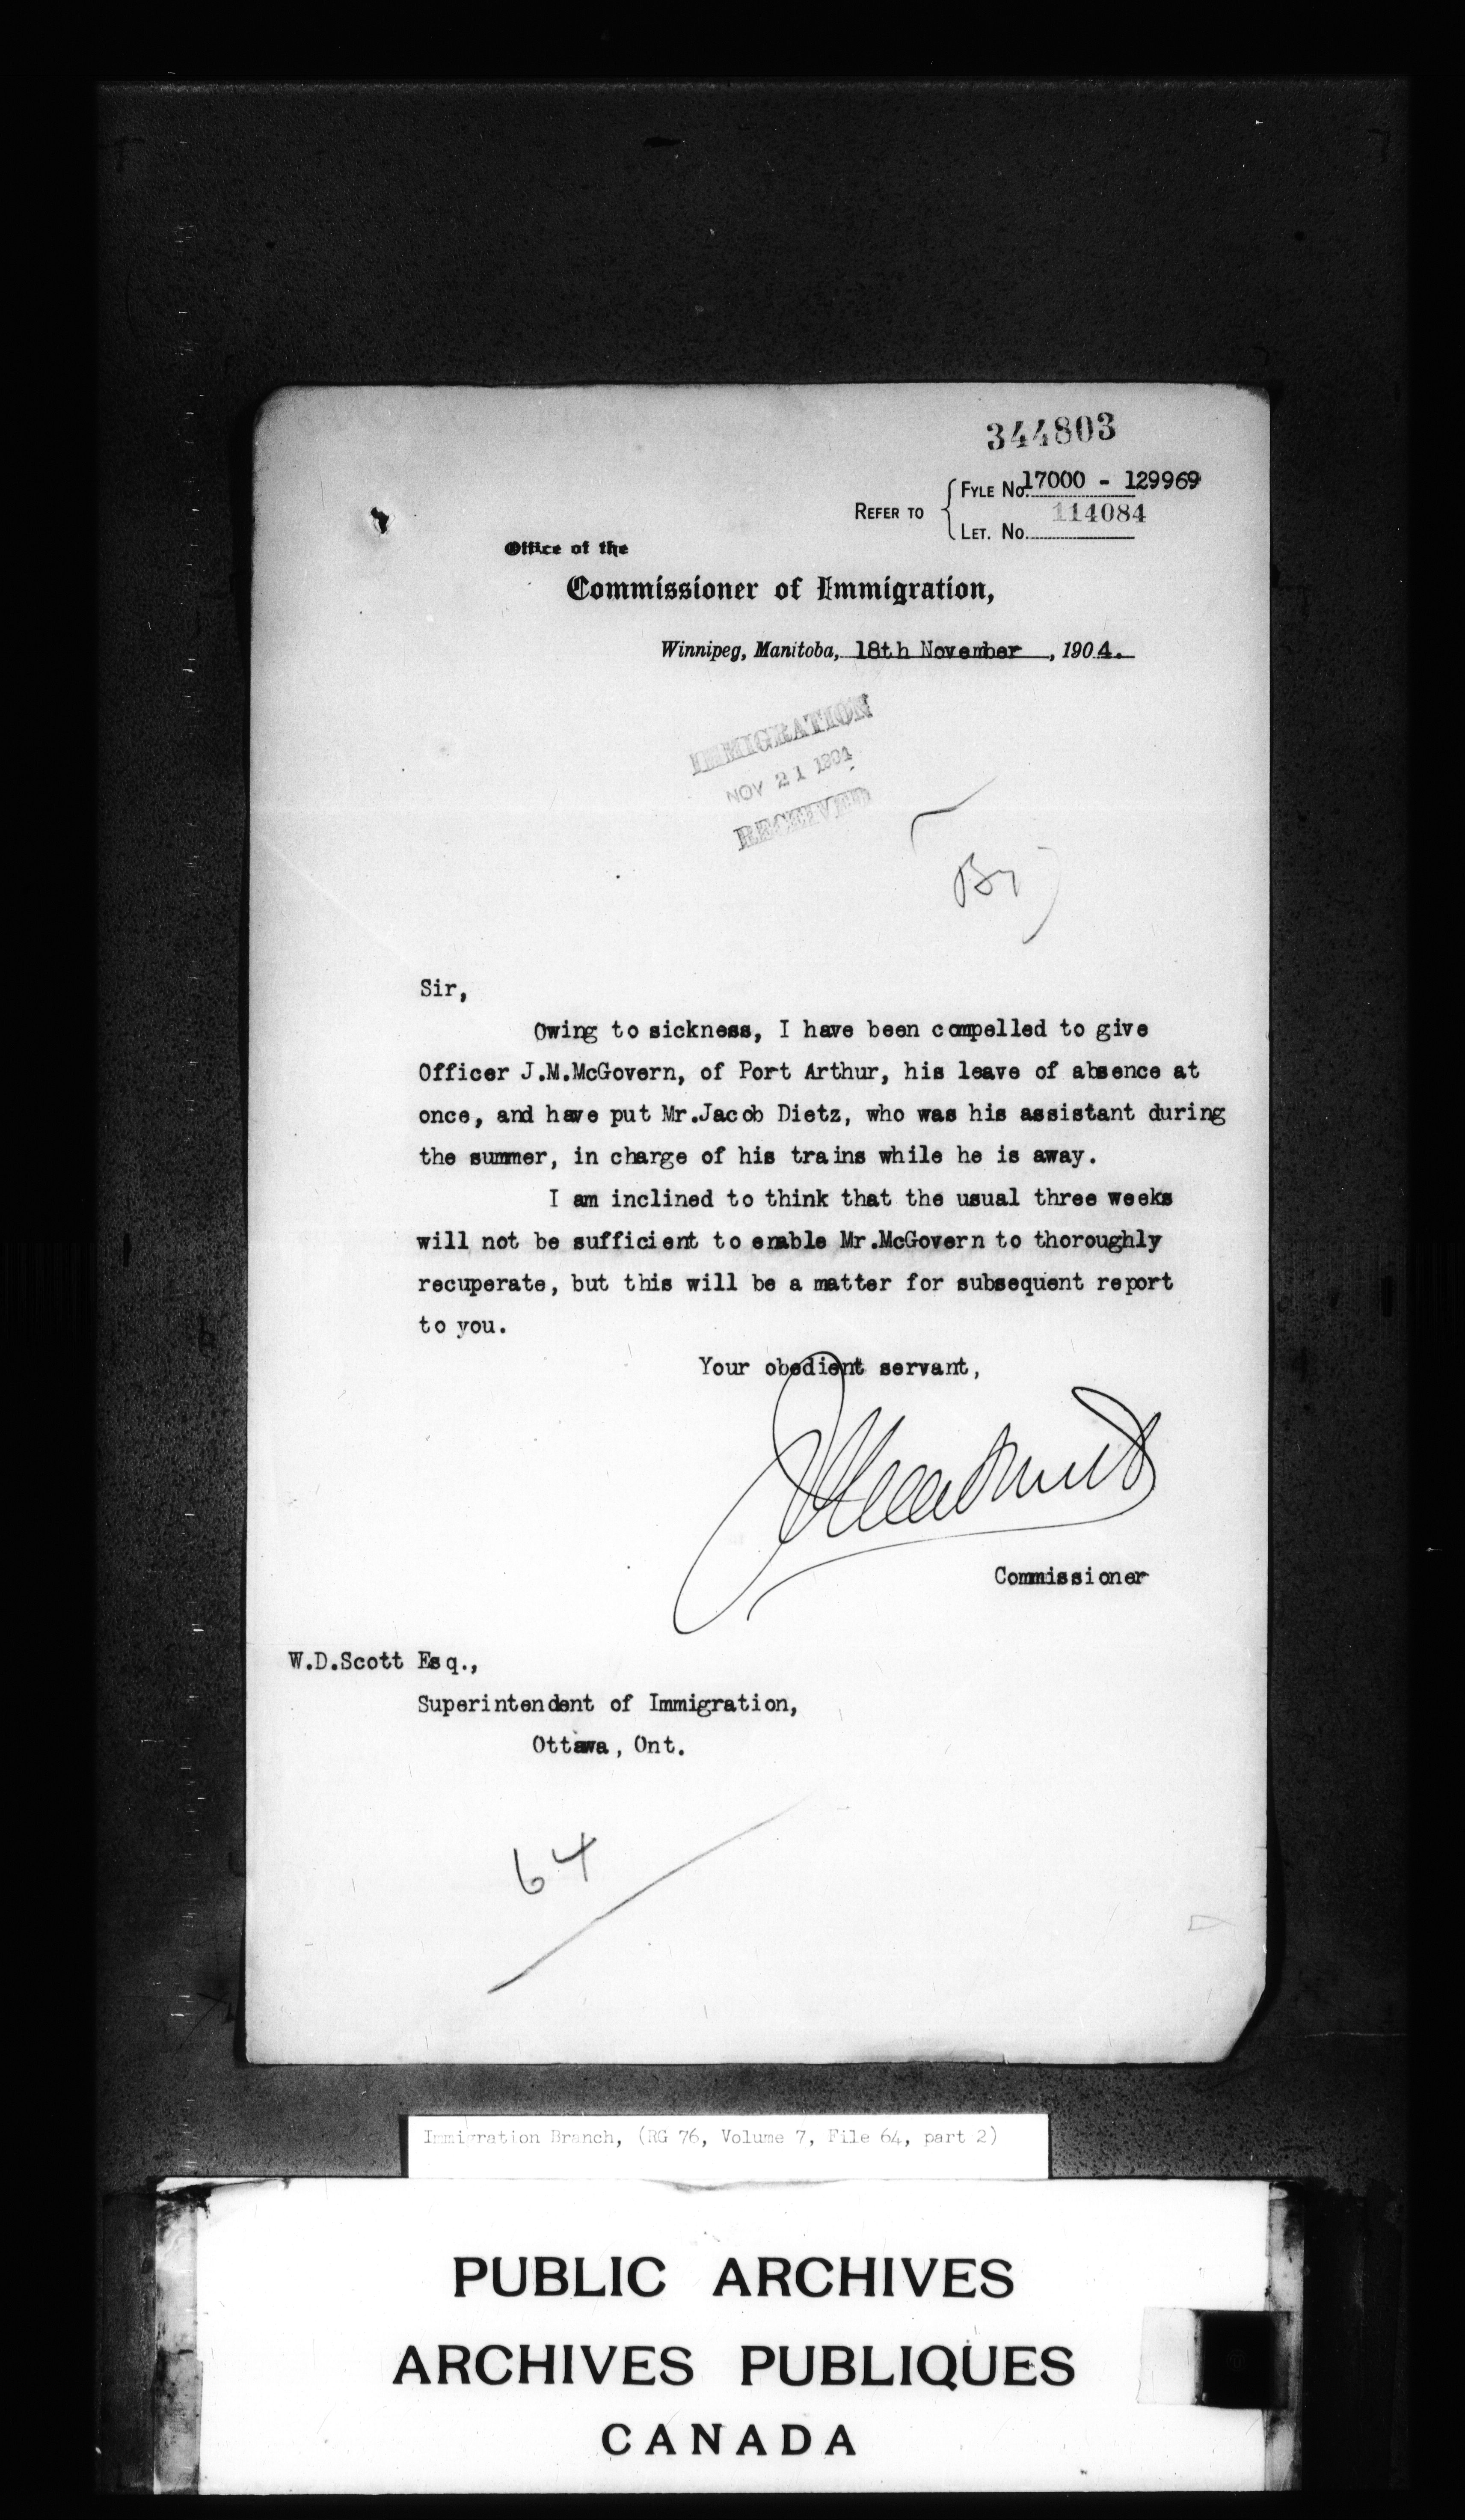 344803
FYLE No. 17000 - 129969
REFER TO
114084
LET. No.
Office of the
Commissioner of Immigration,
Winnipeg, Manitoba, 18th November, 1904.
IMMIGRATION
NOV 21 1904
RECEIVED
Sir,
Owing to sickness, I have been compelled to give
Officer J.M.McGovern, of Port Arthur, his leave of absence at
once, and have put Mr.Jacob Dietz, who was his assistant during
the summer, in charge of his trains while he is away.
I am inclined to think that the usual three weeks
will not be sufficient to enable Mr.McGovern to thoroughly
recuperate, but this will be a matter for subsequent report
to you.
Your obedient servant,
Commissioner
W.D.Scott Esq.,
Superintendent of Immigration,
Ottawa, Ont.
64
Immigration Branch, (RG 76, Volume 7, File 64, part 2)
PUBLIC ARCHIVES
ARCHIVES PUBLIQUES
CANADA